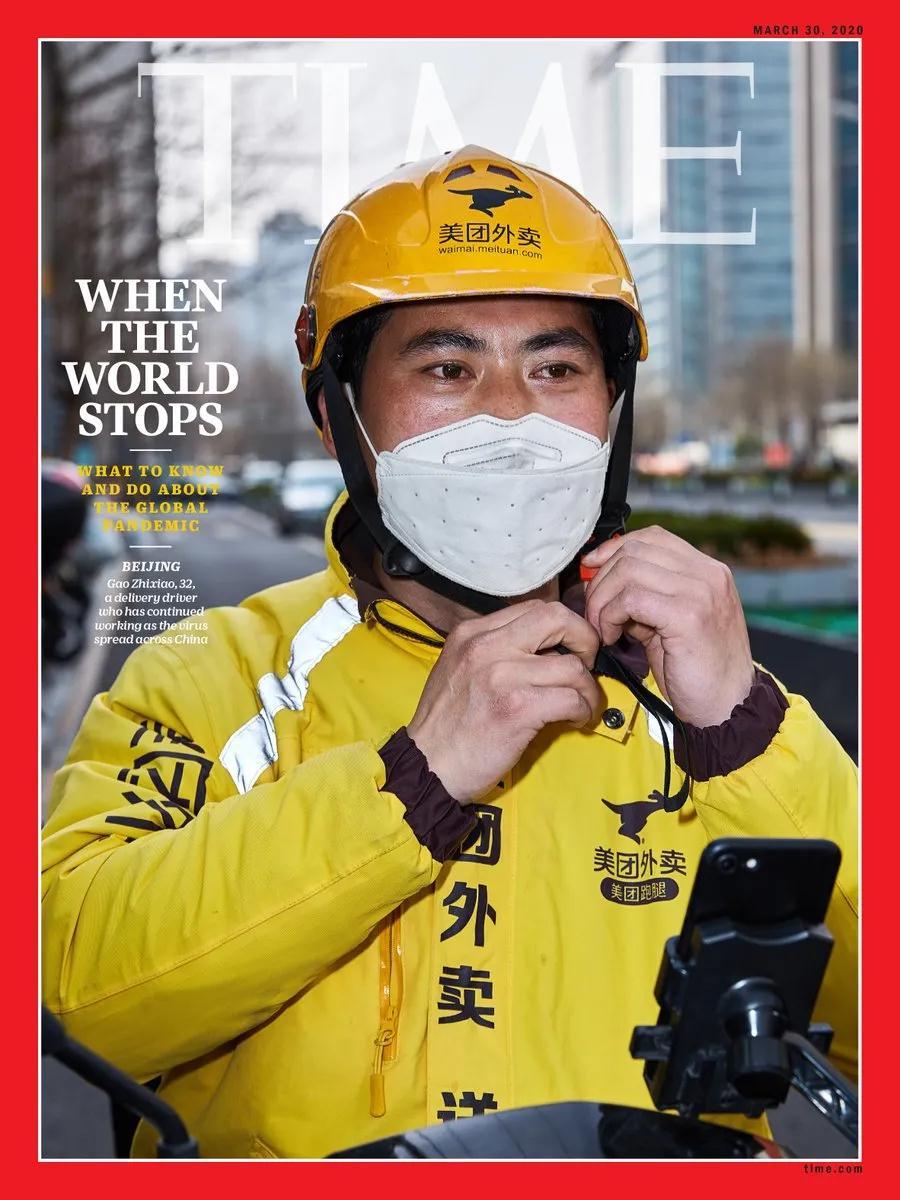 MARCH 30, 2020
TIME
美团外卖
waimai.meituan.com
WHEN
THE
WORLD
STOPS
WHAT TO KNOW
AND DO ABOUT
THE GLOBAL
PANDEMIC
BEIJING
Gao Zhixiao, 32,
a delivery driver
who has continued
working as the virus
spread across China
美团外卖
美团跑腿
团
外
卖
送
time.com